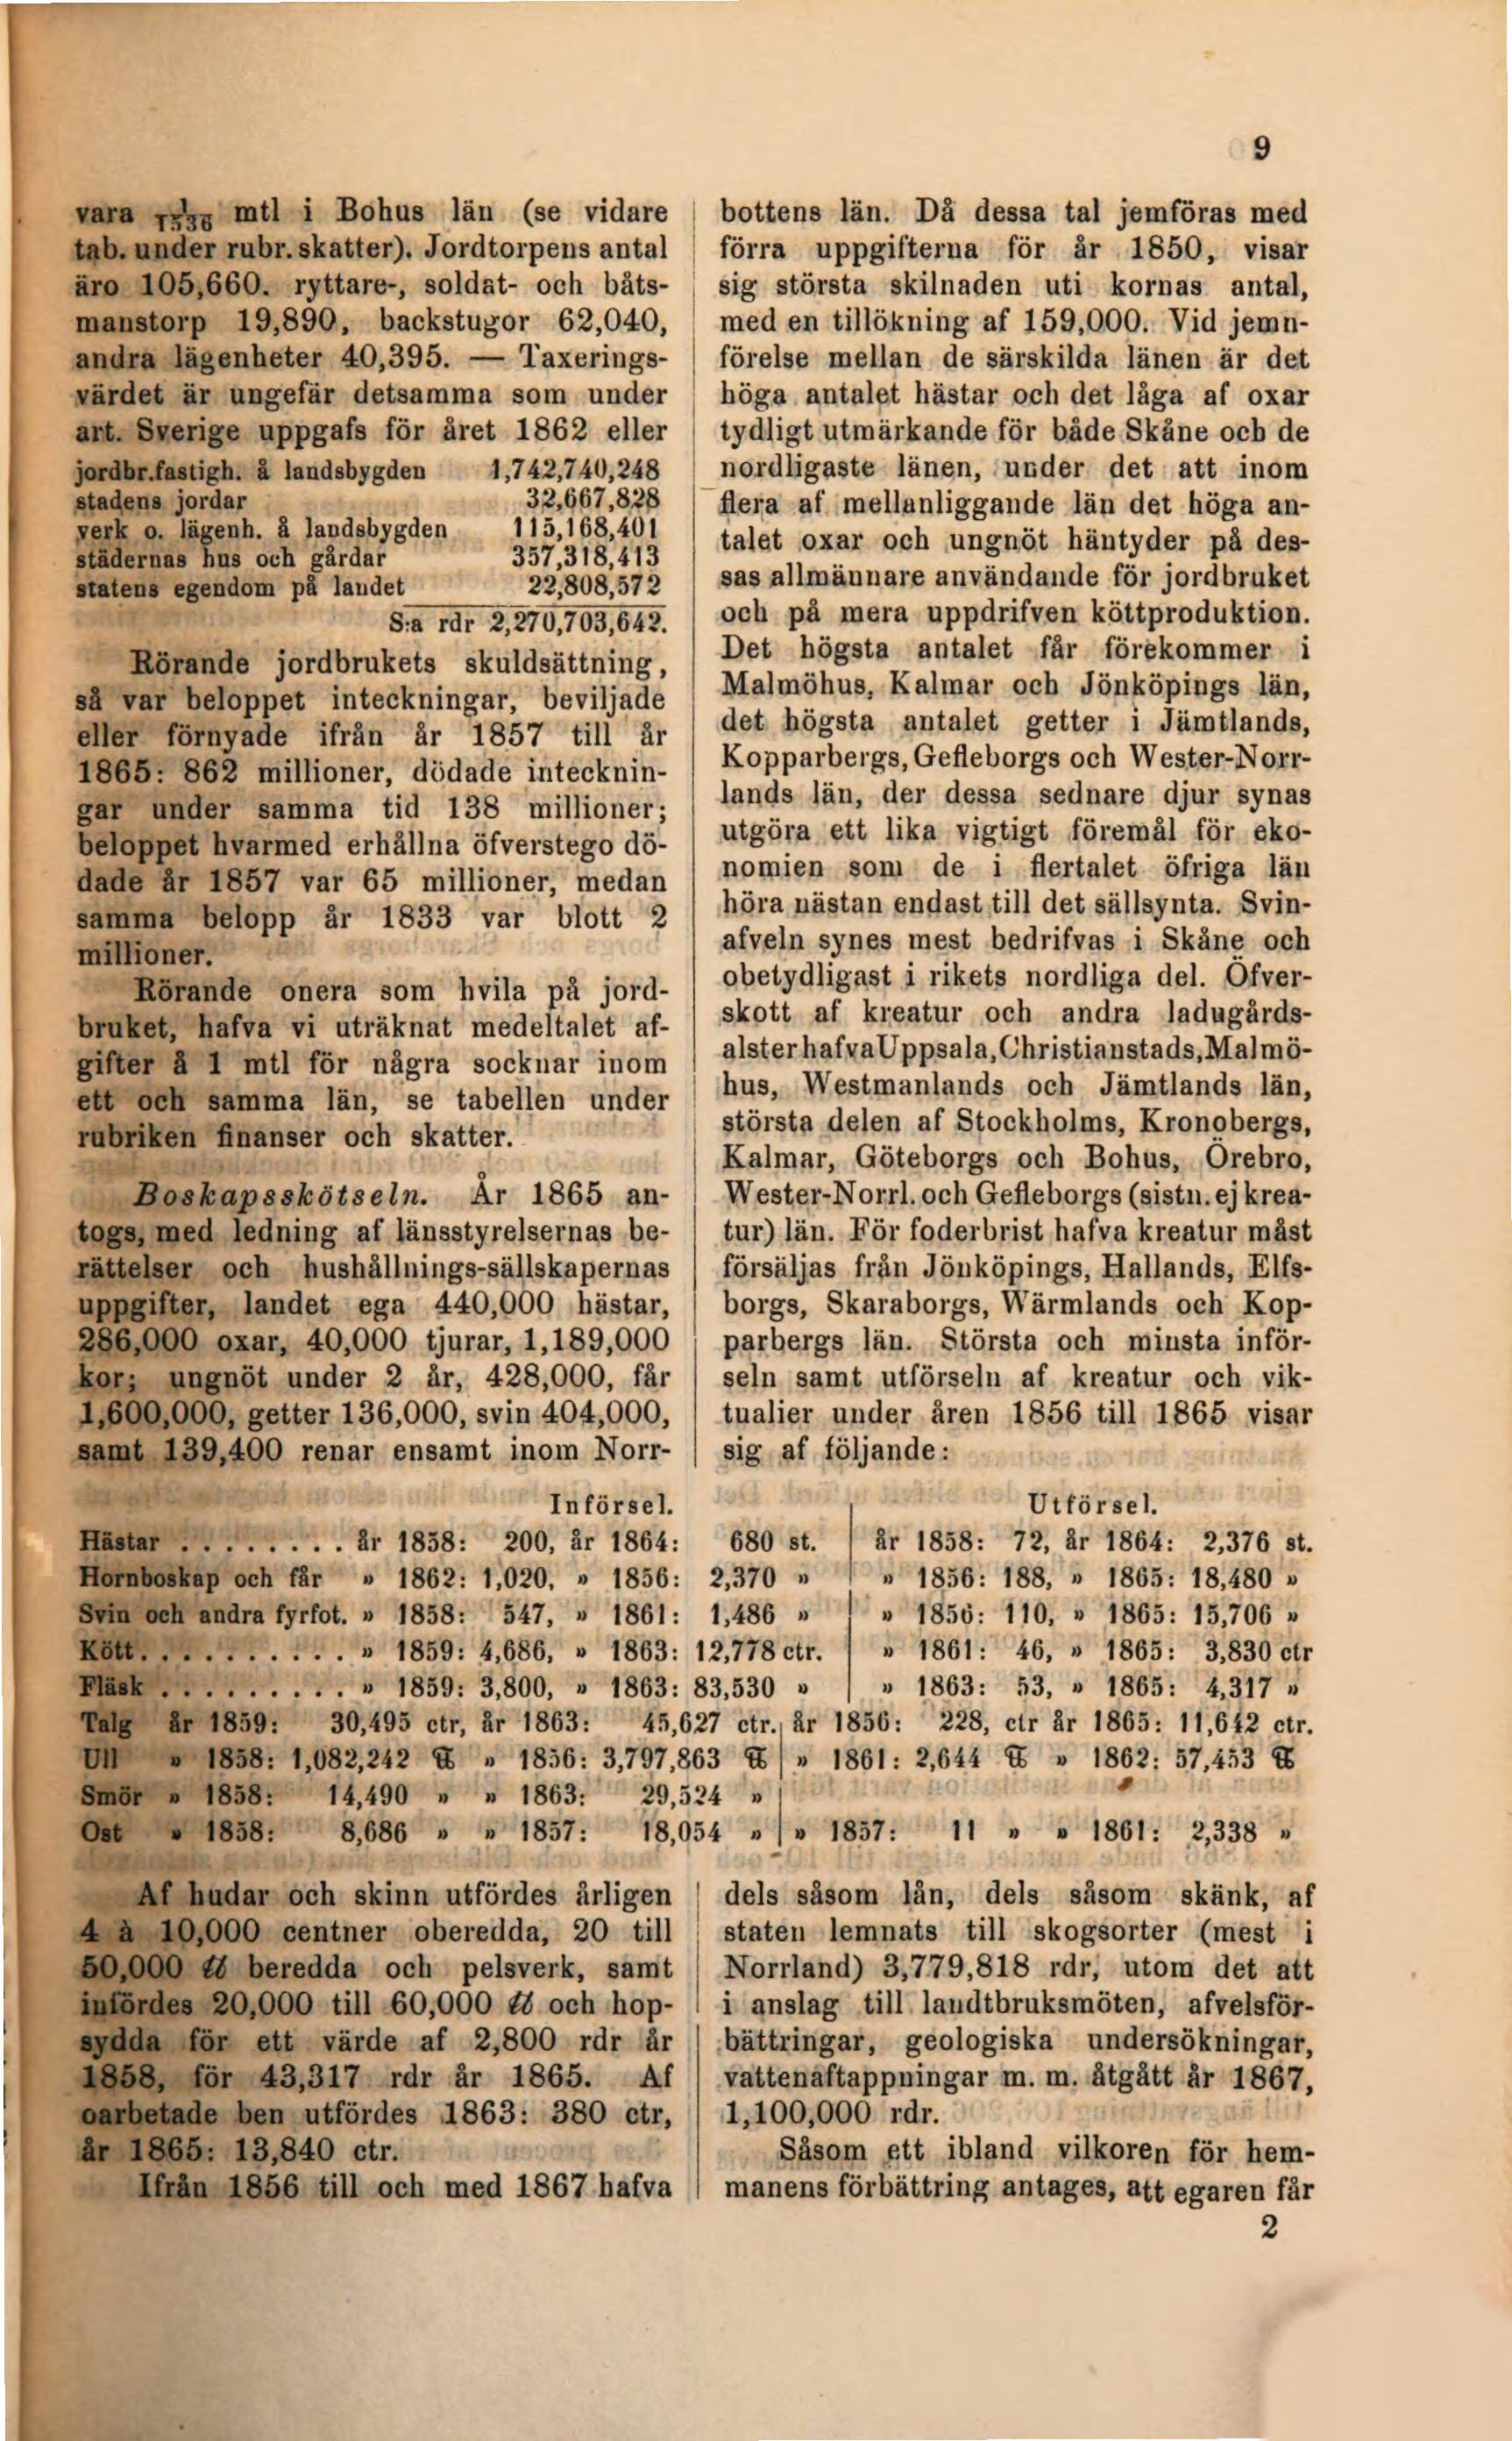 9
vara 1/1536 mtl i Bohus län (se vidare
tab. under rubr. skatter). Jordtorpens antal
äro 105,660. ryttare-, soldat- och båts-
manstorp 19,890, backstugor 62,040,
andra lägenheter 40,395. — Taxerings-
värdet är ungefär detsamma som under
art. Sverige uppgafs för året 1862 eller
jordbr.fastigh. å landsbygden 1,742,740,248
stadens jordar 32,667,828
verk o. lägenh. å landsbygden 115,168,401
städernas hus och gårdar 357,318,413
statens egendom på landet 22,808,572
S:a rdr 2,270,703,642.
Rörande jordbrukets skuldsättning,
så var beloppet inteckningar, beviljade
eller förnyade ifrån år 1857 till år
1865: 862 millioner, dödade intecknin-
gar under samma tid 138 millioner;
beloppet hvarmed erhållna öfverstego dö-
dade år 1857 var 65 millioner, medan
samma belopp år 1833 var blott 2
millioner.
Rörande onera som hvila på jord-
bruket, hafva vi uträknat medeltalet af-
gifter å 1 mtl för några socknar inom
ett och samma län, se tabellen under
rubriken finanser och skatter.
Boskapsskötseln. År 1865 an-
togs, med ledning af länsstyrelsernas be-
rättelser och hushållnings-sällskapernas
uppgifter, landet ega 440,000 hästar,
286,000 oxar, 40,000 tjurar, 1,189,000
kor; ungnöt under 2 år, 428,000, får
1,600,000, getter 136,000, svin 404,000,
samt 139,400 renar ensamt inom Norr-
bottens län. Då dessa tal jemföras med
förra uppgifterna för år 1850, visar
sig största skilnaden uti kornas antal,
med en tillökning af 159,000. Vid jemn-
förelse mellan de särskilda länen är det
höga antalet hästar och det låga af oxar
tydligt utmärkande för både Skåne och de
nordligaste länen, under det att inom
flera af mellanliggande län det höga an-
talet oxar och ungnöt häntyder på des-
sas allmännare användande för jordbruket
och på mera uppdrifven köttproduktion.
Det högsta antalet får förekommer i
Malmöhus, Kalmar och Jönköpings län,
det högsta antalet getter i Jämtlands,
Kopparbergs, Gefleborgs och Wester-Norr-
lands län, der dessa sednare djur synas
utgöra ett lika vigtigt föremål för eko-
nomien som de i flertalet öfriga län
höra nästan endast till det sällsynta. Svin-
afveln synes mest bedrifvas i Skåne och
obetydligast i rikets nordliga del. Öfver-
skott af kreatur och andra ladugårds-
alster hafva Uppsala, Christianstads, Malmö-
hus, Westmanlands och Jämtlands län,
största delen af Stockholms, Kronobergs,
Kalmar, Göteborgs och Bohus, Örebro,
Wester-Norrl. och Gefleborgs (sistn. ej krea-
tur) län. För foderbrist hafva kreatur måst
försäljas från Jönköpings, Hallands, Elfs-
borgs, Skaraborgs, Wärmlands och Kop-
parbergs län. Största och minsta inför-
seln samt utförseln af kreatur och vik-
tualier under åren 1856 till 1865 visar
sig af följande:
Införsel. Utförsel.
Hästar ........ år 1858: 200, år 1864: 680 st. år 1858: 72, år 1864: 2,376 st.
Hornboskap och får » 1862: 1,020, » 1856: 2,370 » » 1856: 188, » 1865: 18,480 »
Svin och andra fyrfot. » 1858: 547, » 1861: 1,486 » » 1856: 110, » 1865: 15,706 »
Kött.......... » 1859: 4,686, » 1863: 12,778 ctr. » 1861: 46, » 1865: 3,830 ctr
Fläsk ......... » 1859: 3,800, » 1863: 83,530 » » 1863: 53, » 1865: 4,317 »
Talg år 1859: 30,495 ctr, år 1863: 45,627 ctr. år 1856: 228, ctr år 1865: 11,642 ctr.
Ull » 1858: 1,082,242 ℔ » 1856: 3,797,863 ℔ » 1861: 2,644 ℔ » 1862: 57,453 ℔
Smör » 1858: 14,490 » » 1863: 29,524 »
Ost » 1858: 8,686 » » 1857: 18,054 » » 1857: 11 » » 1861: 2,338 »
Af hudar och skinn utfördes årligen
4 à 10,000 centner oberedda, 20 till
50,000 ℔ beredda och pelsverk, samt
infördes 20,000 till 60,000 ℔ och hop-
sydda för ett värde af 2,800 rdr år
1858, för 43,317 rdr år 1865. Af
oarbetade ben utfördes 1863: 380 ctr,
år 1865: 13,840 ctr.
Ifrån 1856 till och med 1867 hafva
dels såsom lån, dels såsom skänk, af
staten lemnats till skogsorter (mest i
Norrland) 3,779,818 rdr, utom det att
i anslag till landtbruksmöten, afvelsför-
bättringar, geologiska undersökningar,
vattenaftappningar m. m. åtgått år 1867,
1,100,000 rdr.
Såsom ett ibland vilkoren för hem-
manens förbättring antages, att egaren får
2